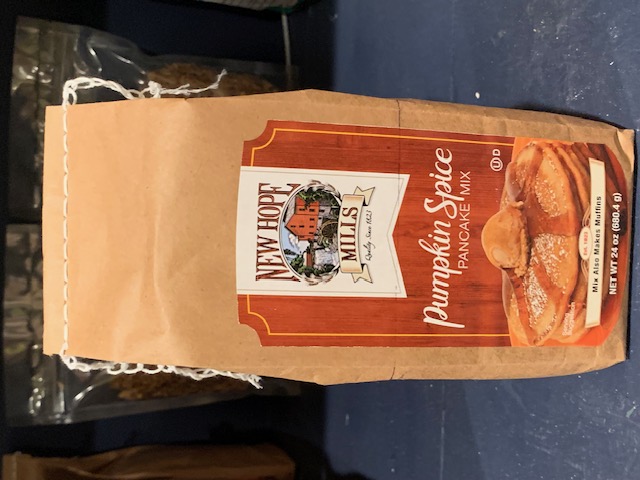 NEW HOPE
MILLS
Quality Since 1821
Pumpkin Spice
PANCAKE MIX
U D
Mix Also Makes Muffins
NET WT 24 oz (680.4 g)